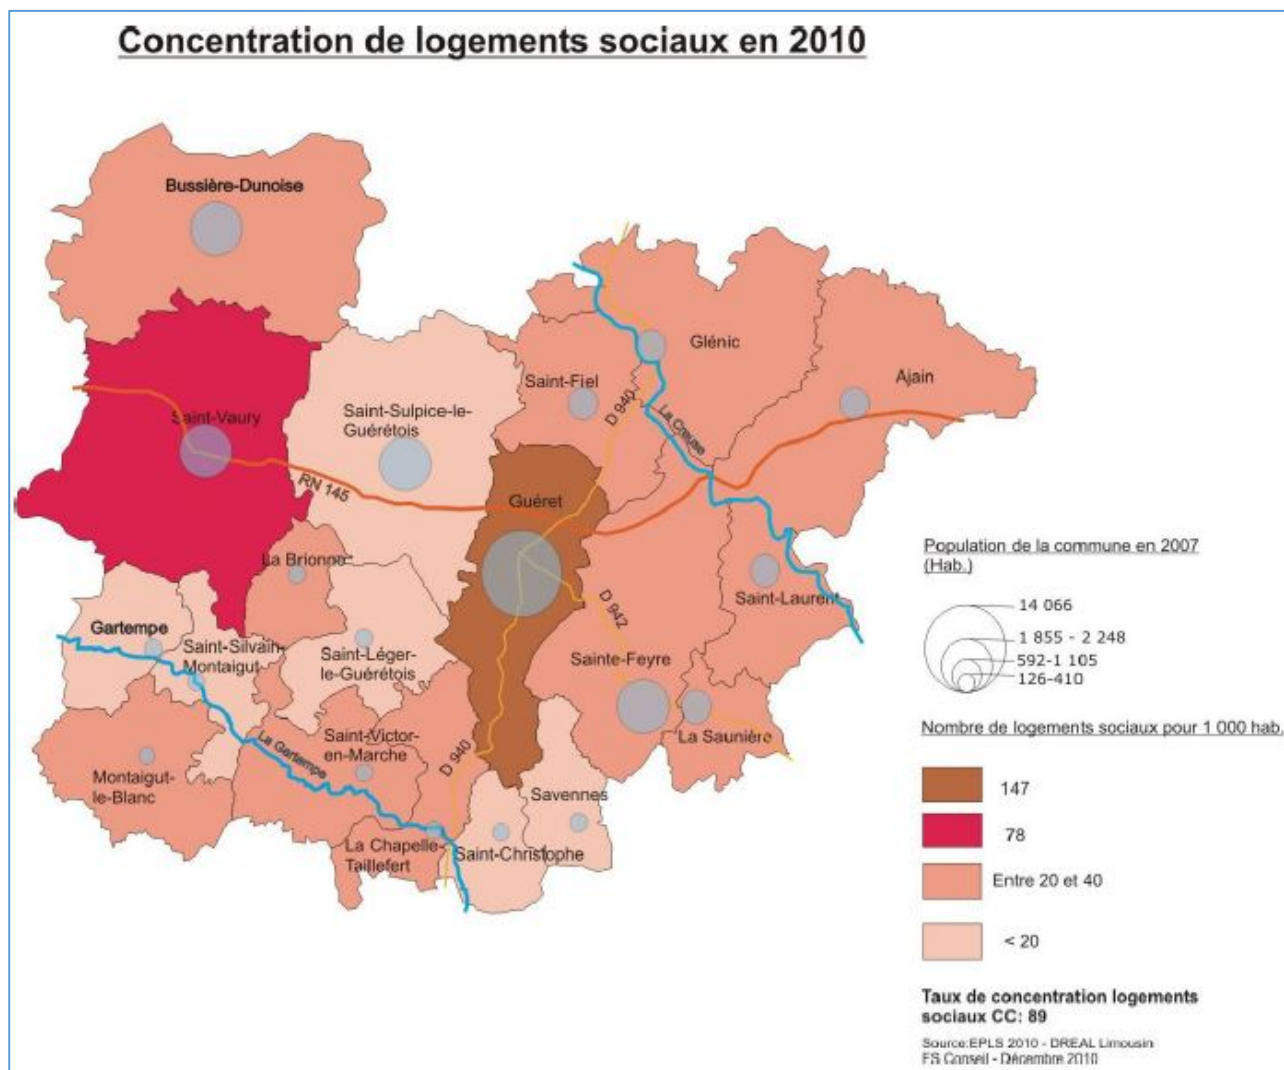 Concentration de logements sociaux en 2010
Bussière-Dunoise
Glénic
Ajain
Saint-Fiel
D 940
La Creuse
Saint-Vaury
Saint-Sulpice-le-
Guérétois
RN 145
Guéret
La Brionne
D 942
Saint-Laurent
Gartempe
Saint-Silvain-
Montaigut
Saint-Léger-
le-Guérétois
Sainte-Feyre
La Saunière
Saint-Victor-
en-Marche
La Gartempe
D 940
Montaigut-
le-Blanc
Savennes
La Chapelle-
Taillefert
Saint-Christophe
Population de la commune en 2007
(Hab.)
14 066
1 855 - 2 248
592-1 105
126-410
Nombre de logements sociaux pour 1 000 hab.
147
78
Entre 20 et 40
< 20
Taux de concentration logements
sociaux CC: 89
Source:EPLS 2010 - DREAL Limousin
FS Conseil - Décembre 2010